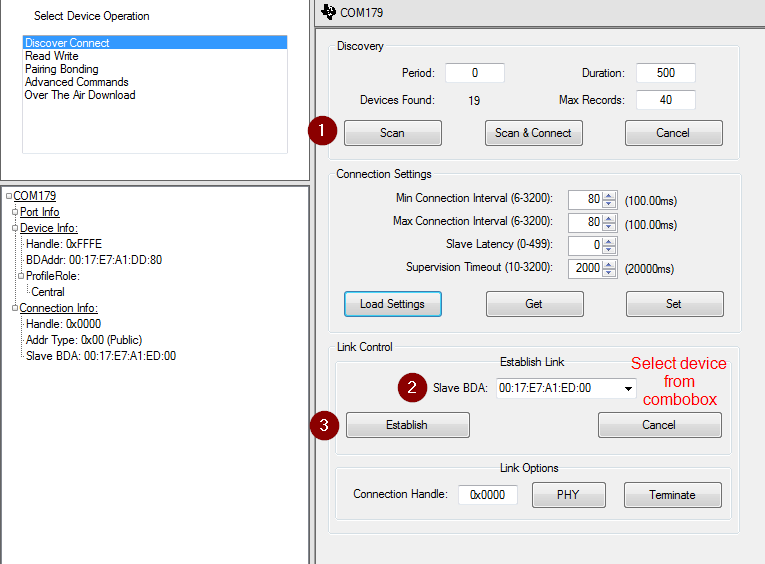 Select Device Operation
Discover Connect
Read Write
Pairing Bonding
Advanced Commands
Over The Air Download
COM179
Port Info
Device Info:
Handle: 0xFFFE
BDAddr: 00:17:E7:A1:DD:80
ProfileRole:
Central
Connection Info:
Handle: 0x0000
Addr Type: 0x00 (Public)
Slave BDA: 00:17:E7:A1:ED:00
COM179
Discovery
Period: 0 Duration: 500
Devices Found: 19 Max Records: 40
1 Scan Scan & Connect Cancel
Connection Settings
Min Connection Interval (6-3200): 80 (100.00ms)
Max Connection Interval (6-3200): 80 (100.00ms)
Slave Latency (0-499): 0
Supervision Timeout (10-3200): 2000 (20000ms)
Load Settings Get Set
Link Control
Establish Link
2 Slave BDA: 00:17:E7:A1:ED:00
Select device
from
combobox
3 Establish Cancel
Link Options
Connection Handle: 0x0000 PHY Terminate